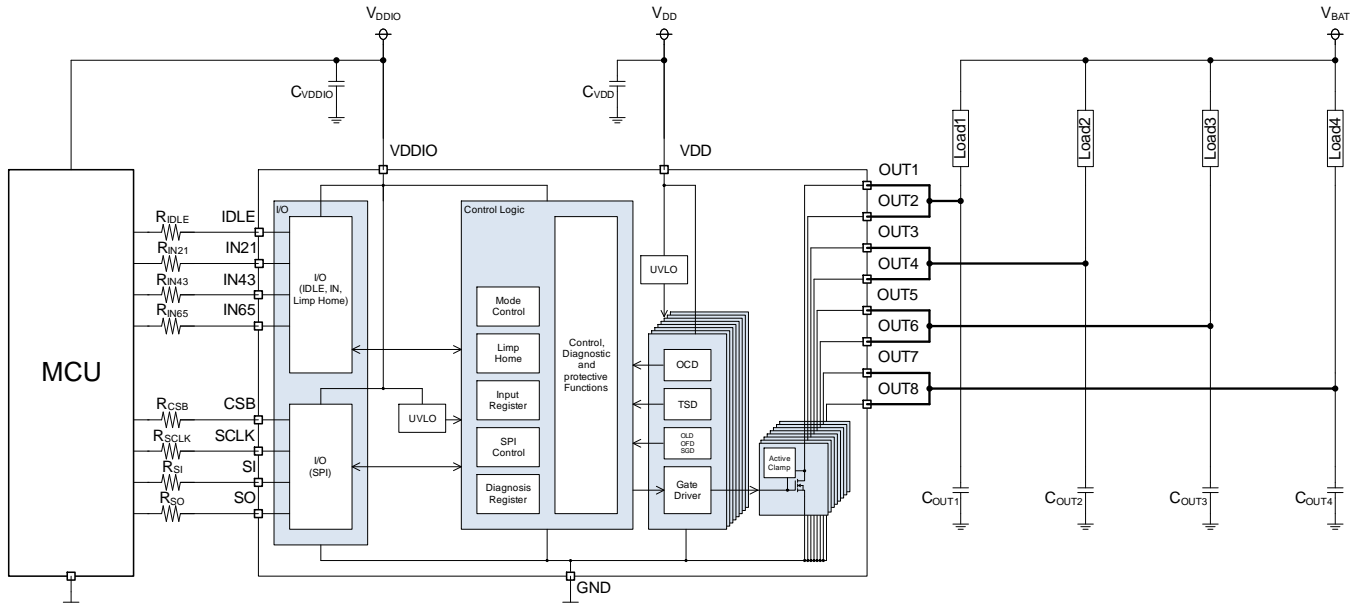 VDDIO
VDD
VBAT
CVDDIO
CVDD
VDDIO
VDD
Load1
Load2
Load3
Load4
MCU
RIDLE
IDLE
RIN21
IN21
RIN43
IN43
RIN65
IN65
RCSB
CSB
RSCLK
SCLK
RSI
SI
RSO
SO
I/O
I/O
(IDLE, IN,
Limp Home)
I/O
(SPI)
UVLO
Control Logic
Mode
Control
Limp
Home
Input
Register
SPI
Control
Diagnosis
Register
Control,
Diagnostic
and
protective
Functions
UVLO
OCD
TSD
OLD
OFD
SGD
Gate
Driver
Active
Clamp
OUT1
OUT2
OUT3
OUT4
OUT5
OUT6
OUT7
OUT8
COUT1
COUT2
COUT3
COUT4
GND